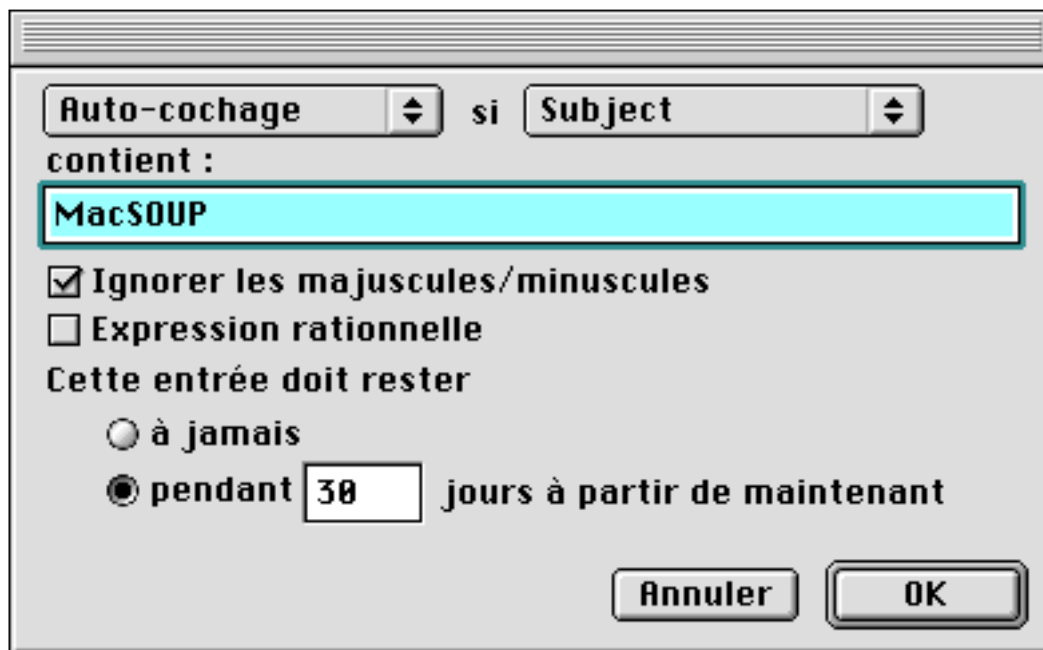 Auto-cochage si Subject
contient :
MacSOUP
Ignorer les majuscules/minuscules
Expression rationnelle
Cette entrée doit rester
à jamais
pendant 30 jours à partir de maintenant
Annuler OK